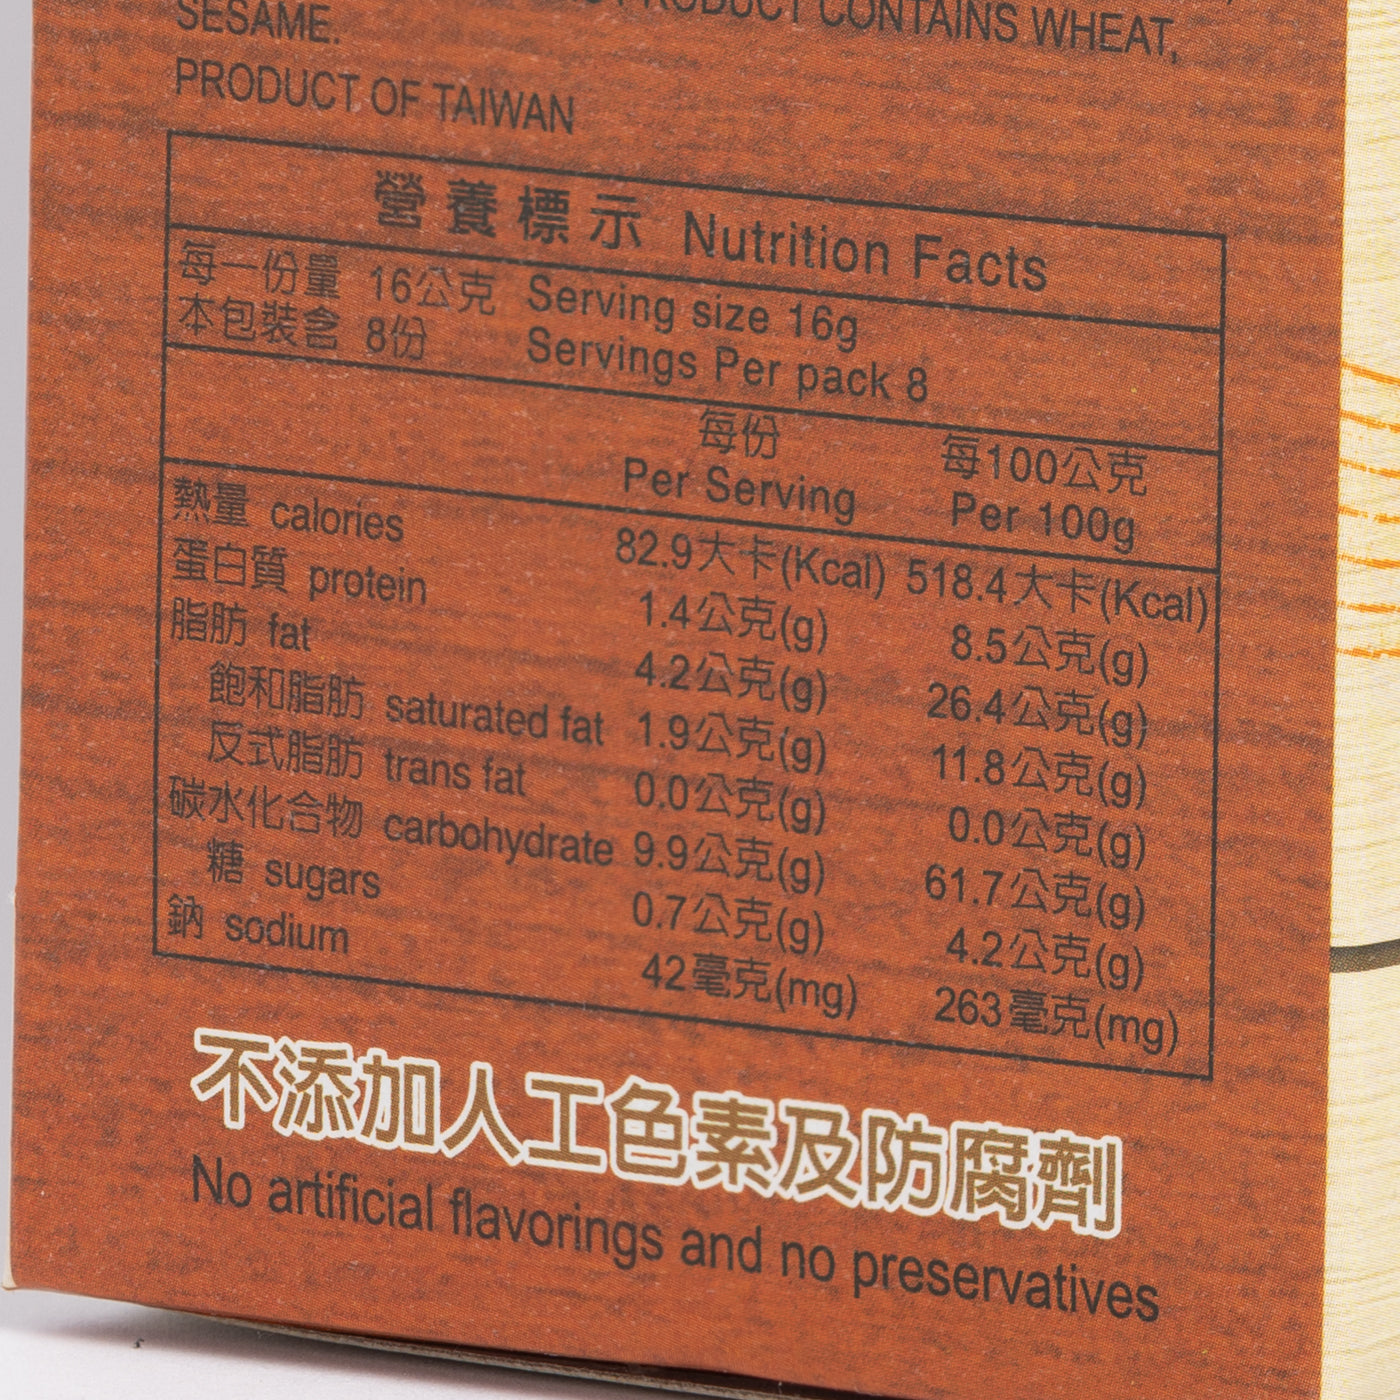 PRODUCT CONTAINS WHEAT,
SESAME.
PRODUCT OF TAIWAN
營養標示 Nutrition Facts
每一份量 16公克 Serving size 16g
本包裝含 8份 Servings Per pack 8
每份 每100公克
Per Serving Per 100g
熱量 calories 82.9大卡(Kcal) 518.4大卡(Kcal)
蛋白質 protein 1.4公克(g) 8.5公克(g)
脂肪 fat 4.2公克(g) 26.4公克(g)
飽和脂肪 saturated fat 1.9公克(g) 11.8公克(g)
反式脂肪 trans fat 0.0公克(g) 0.0公克(g)
碳水化合物 carbohydrate 9.9公克(g) 61.7公克(g)
糖 sugars 0.7公克(g) 4.2公克(g)
鈉 sodium 42毫克(mg) 263毫克(mg)
不添加人工色素及防腐劑
No artificial flavorings and no preservatives